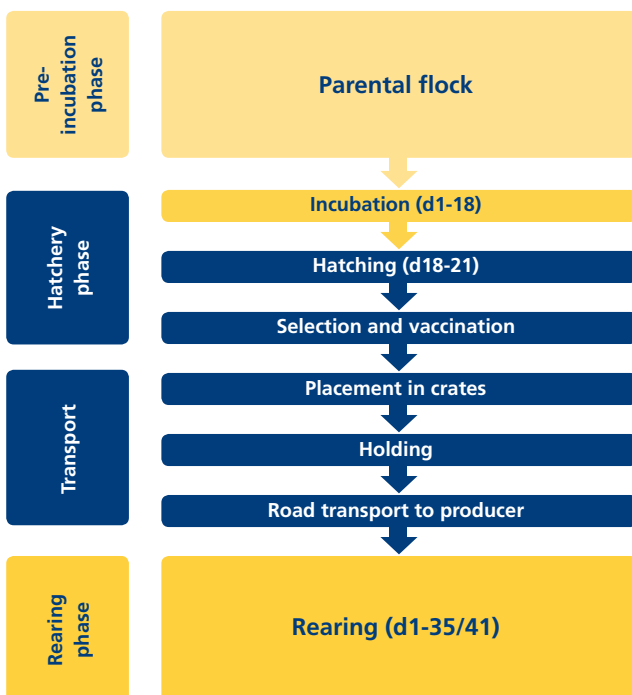 Pre-
incubation
phase
Parental flock
Hatchery
phase
Incubation (d1-18)
Hatching (d18-21)
Selection and vaccination
Transport
Placement in crates
Holding
Road transport to producer
Rearing
phase
Rearing (d1-35/41)